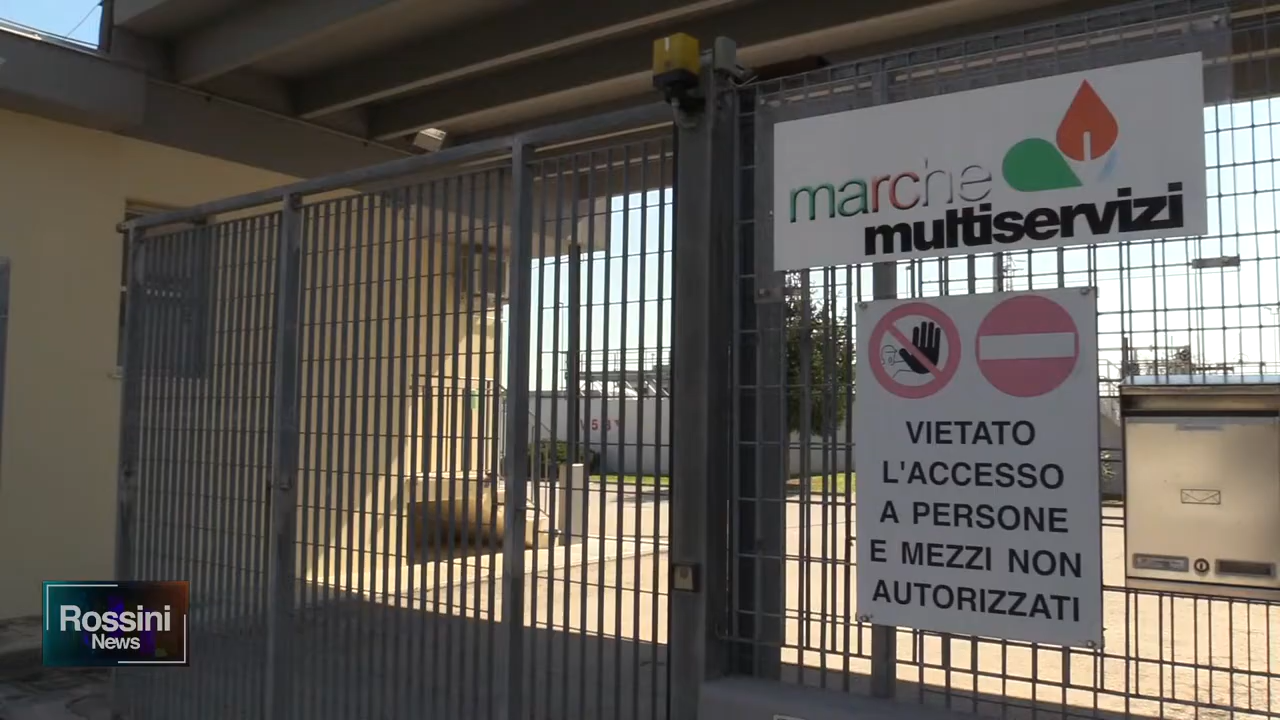 marche
multiservizi
VIETATO
L'ACCESSO
A PERSONE
E MEZZI NON
AUTORIZZATI
Rossini
News